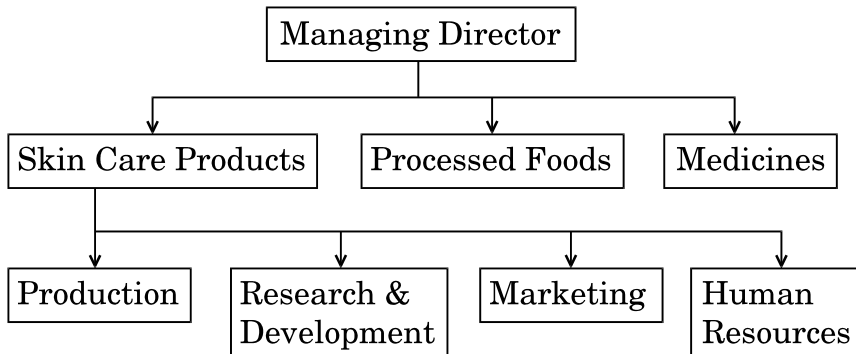 Managing Director
Skin Care Products
Processed Foods
Medicines
Production
Research &
Development
Marketing
Human
Resources